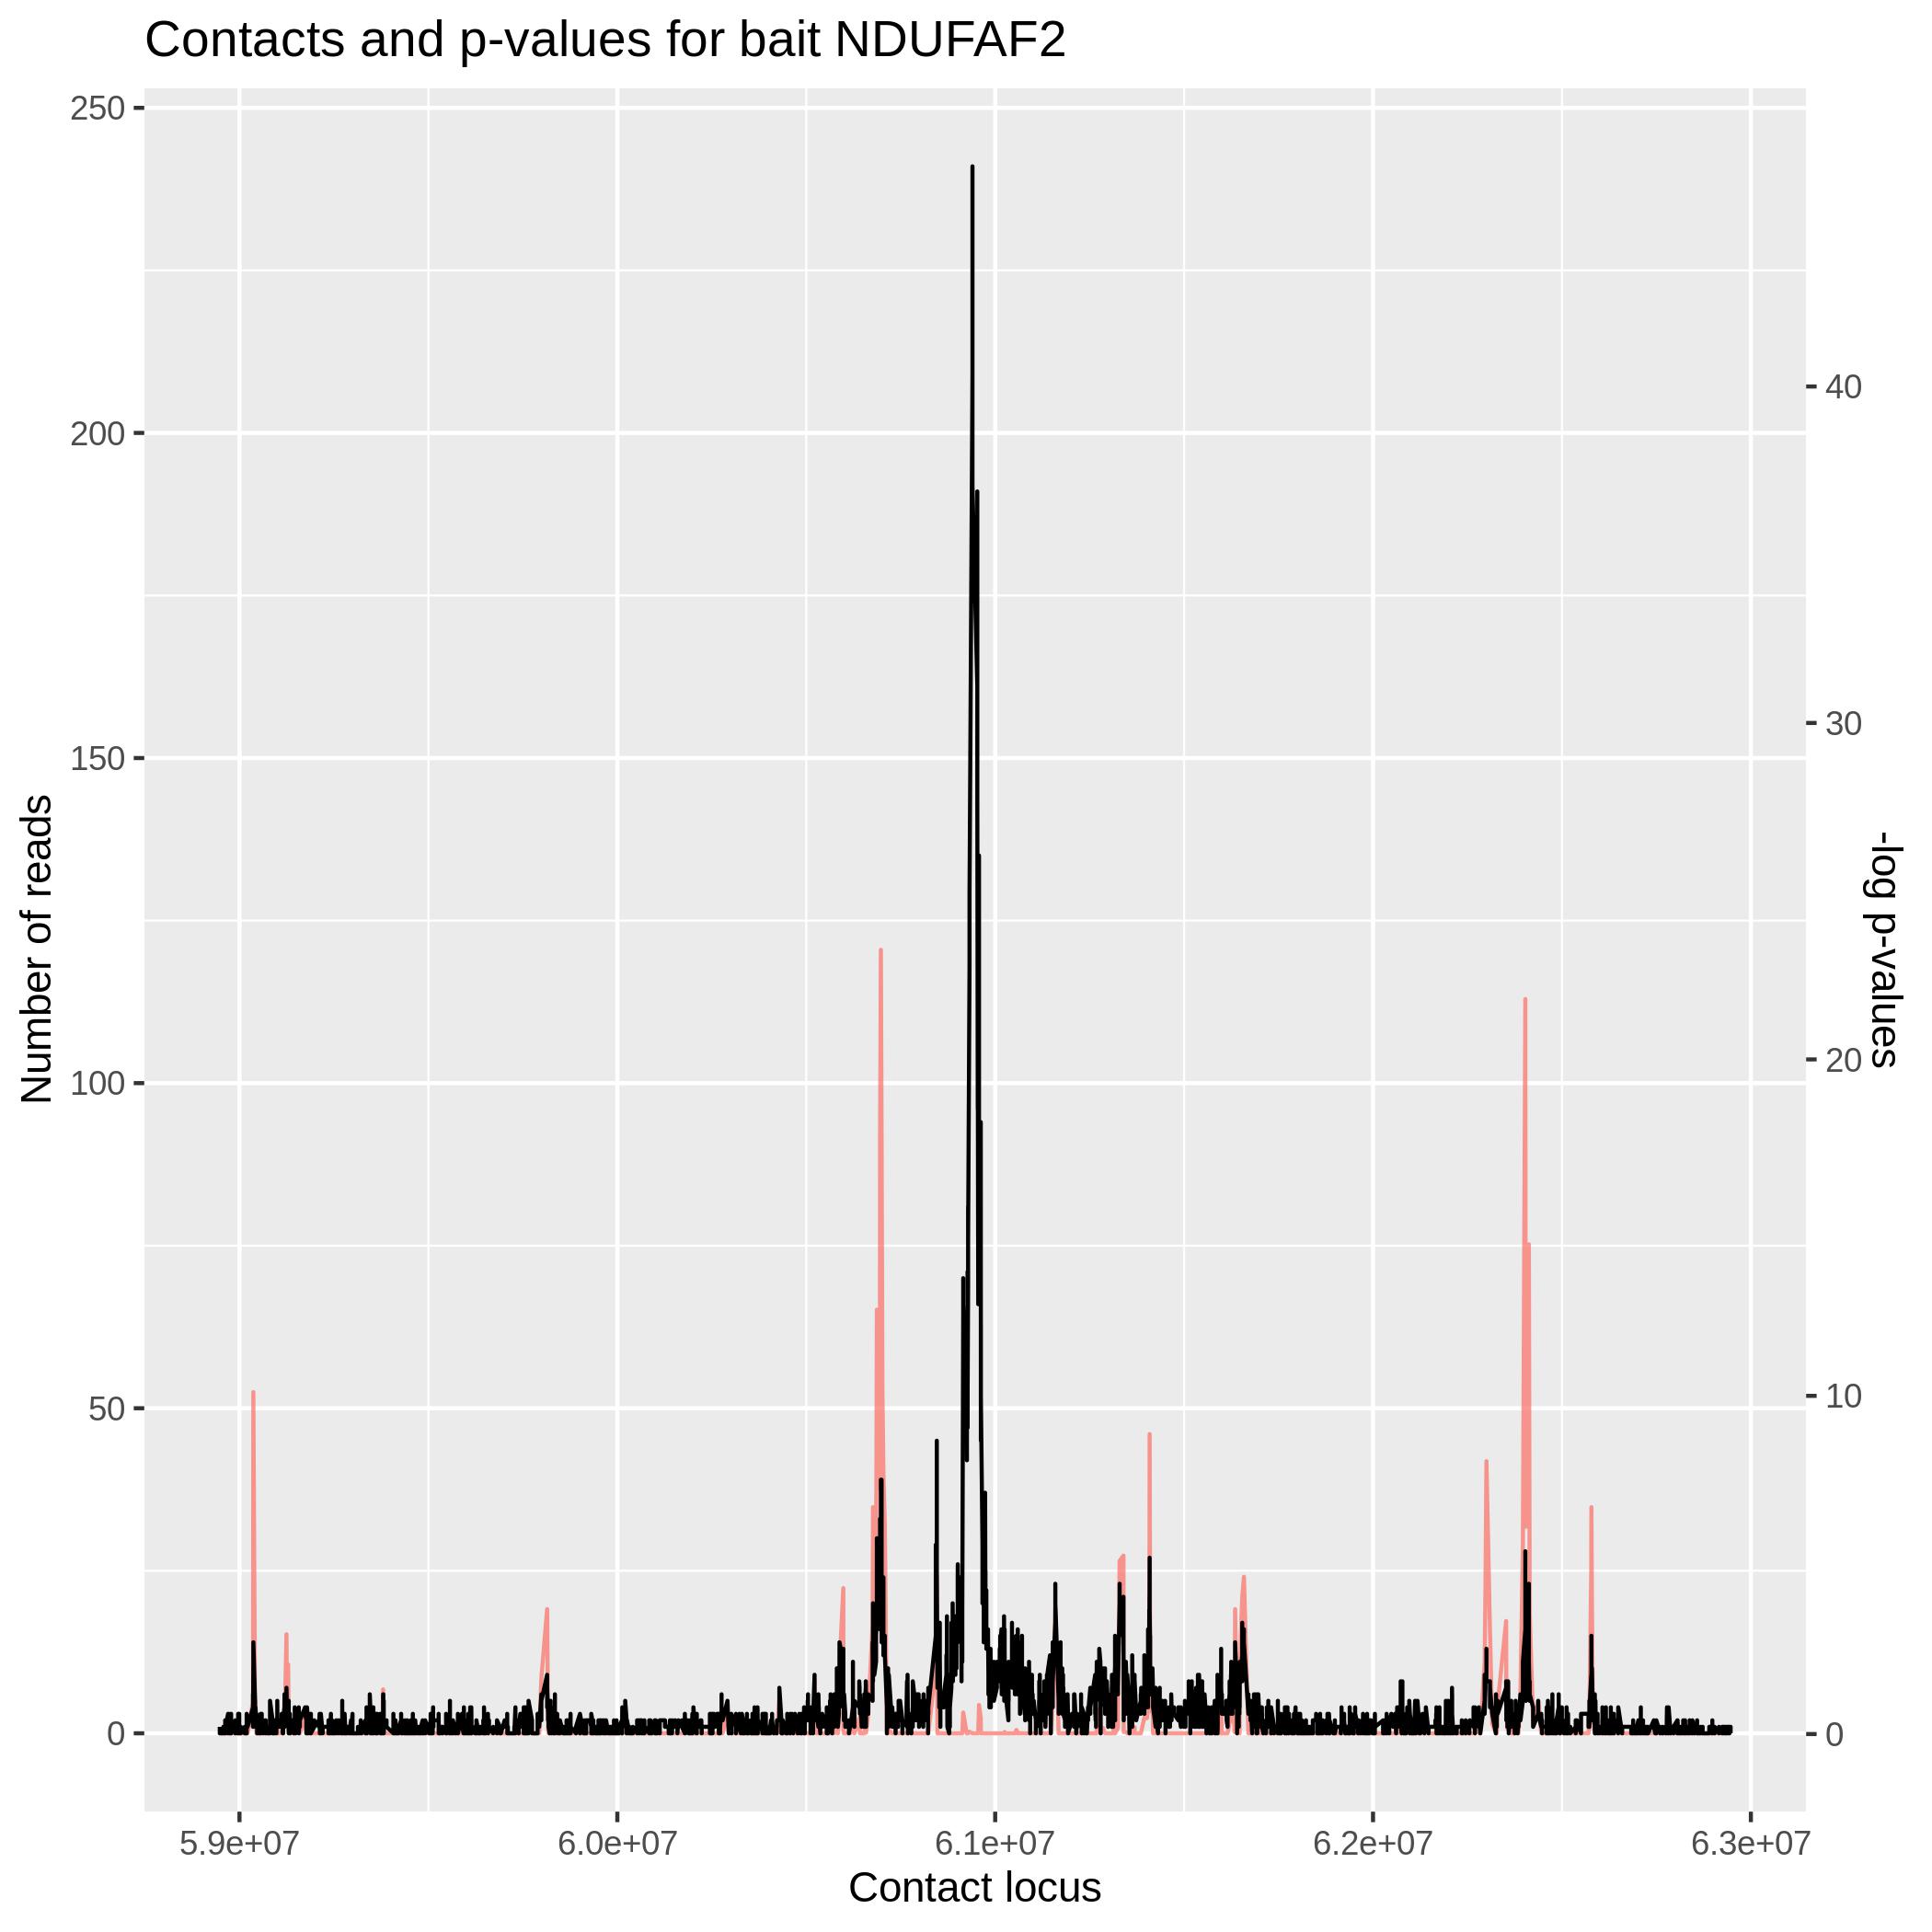 Contacts and p-values for bait NDUFAF2
250
200
150
100
50
0
Number of reads
40
30
20
10
0
-log p-values
5.9e+07
6.0e+07
6.1e+07
6.2e+07
6.3e+07
Contact locus